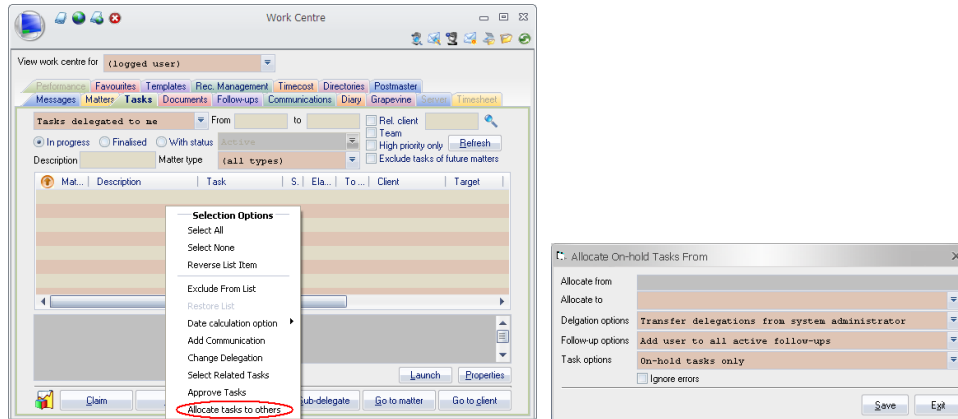 Work Centre
View work centre for (logged user)
Performance Favourites Templates Rec. Management Timecost Directories Postmaster
Messages Matters Tasks Documents Follow-ups Communications Diary Grapevine Server Timesheet
Tasks delegated to me From to Rel. client
Team
In progress Finalised With status Active High priority only Refresh
Description Matter type (all types) Exclude tasks of future matters
Mat... Description Task S. Ela... To ... Client Target
Selection Options
Select All
Select None
Reverse List Item
Exclude From List
Restore List
Date calculation option
Add Communication
Change Delegation
Select Related Tasks
Approve Tasks
Allocate tasks to others
Launch Properties
Claim ub-delegate Go to matter Go to client
Allocate On-hold Tasks From
Allocate from
Allocate to
Delgation options Transfer delegations from system administrator
Follow-up options Add user to all active follow-ups
Task options On-hold tasks only
Ignore errors
Save Exit